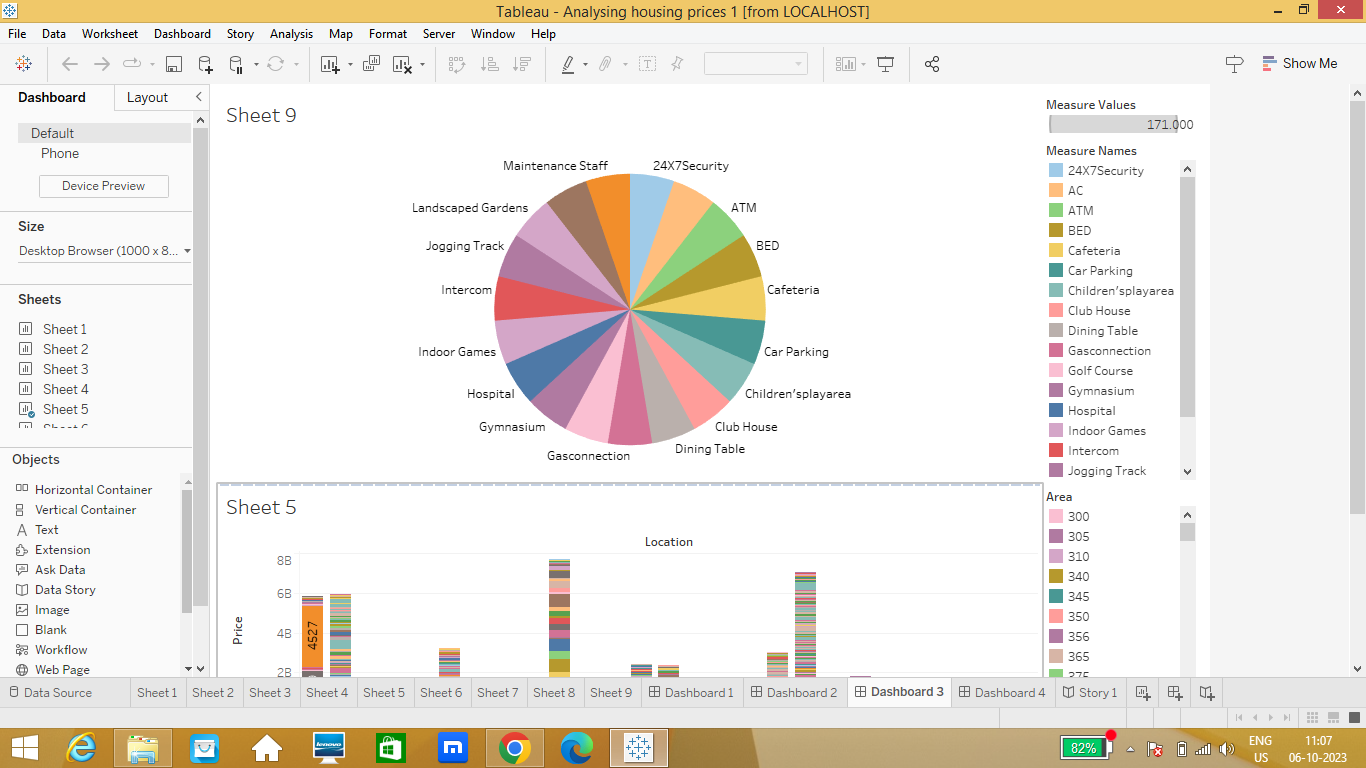 Tableau - Analysing housing prices 1 [from LOCALHOST]
File Data Worksheet Dashboard Story Analysis Map Format Server Window Help
Show Me
Dashboard Layout
Default
Phone
Device Preview
Size
Desktop Browser (1000 x 8...
Sheets
Sheet 1
Sheet 2
Sheet 3
Sheet 4
Sheet 5
Objects
Horizontal Container
Vertical Container
Text
Extension
Ask Data
Data Story
Image
Blank
Workflow
Web Page
Sheet 9
Maintenance Staff
24X7Security
Landscaped Gardens
ATM
Jogging Track
BED
Intercom
Cafeteria
Indoor Games
Car Parking
Hospital
Children'splayarea
Gymnasium
Club House
Gasconnection
Dining Table
Measure Values
171.000
Measure Names
24X7Security
AC
ATM
BED
Cafeteria
Car Parking
Children'splayarea
Club House
Dining Table
Gasconnection
Golf Course
Gymnasium
Hospital
Indoor Games
Intercom
Jogging Track
Sheet 5
Location
8B
6B
4B
2B
Price
4527
Area
300
305
310
340
345
350
356
365
375
Data Source Sheet 1 Sheet 2 Sheet 3 Sheet 4 Sheet 5 Sheet 6 Sheet 7 Sheet 8 Sheet 9 Dashboard 1 Dashboard 2 Dashboard 3 Dashboard 4 Story 1
lenovo
82%
ENG
US
11:07
06-10-2023